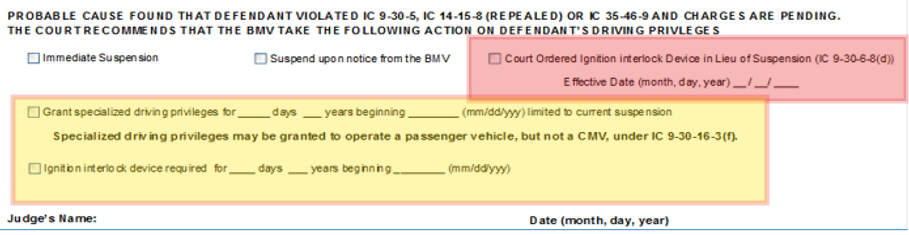 PROBABLE CAUSE FOUND THAT DEFENDANT VIOLATED IC 9-30-5, IC 14-15-8 (REPEALED) OR IC 35-46-9 AND CHARGES ARE PENDING.
THE COURT RECOMMENDS THAT THE BMV TAKE THE FOLLOWING ACTION ON DEFENDANT'S DRIVING PRIVLEGES
Immediate Suspension Suspend upon notice from the BMV Court Ordered Ignition interlock Device in Lieu of Suspension (IC 9-30-6-8(d))
Effective Date (month, day, year) __/__/____
Grant specialized driving privileges for _____ days ___ years beginning ________ (mm/dd/yyy) limited to current suspension
Specialized driving privileges may be granted to operate a passenger vehicle, but not a CMV, under IC 9-30-16-3(f).
Ignition interlock device required for ____ days ___ years beginning ________ (mm/dd/yyy)
Judge's Name: Date (month, day, year)